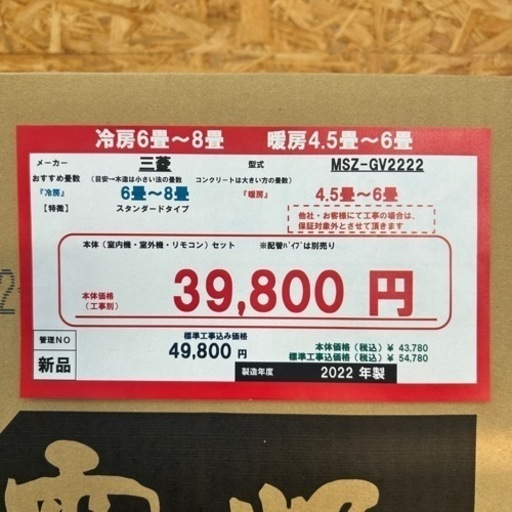 冷房6畳～8畳 暖房4.5畳～6畳
メーカー 三菱 型式 MSZ-GV2222
おすすめ畳数 (目安→木造は小さい法の畳数 コンクリートは大きい方の畳数)
『冷房』 6畳～8畳 『暖房』 4.5畳～6畳
【特徴】 スタンダードタイプ
他社・お客様にて工事の場合は、
保証対象外とさせて頂きます
本体（室内機・室外機・リモコン）セット ※配管ﾊﾟｲﾌﾟは別売り
本体価格
（工事別）
39,800 円
管理NO
新品
標準工事込み価格
49,800 円
本体価格（税込）￥ 43,780
標準工事込価格（税込）￥ 54,780
製造年度 2022 年製